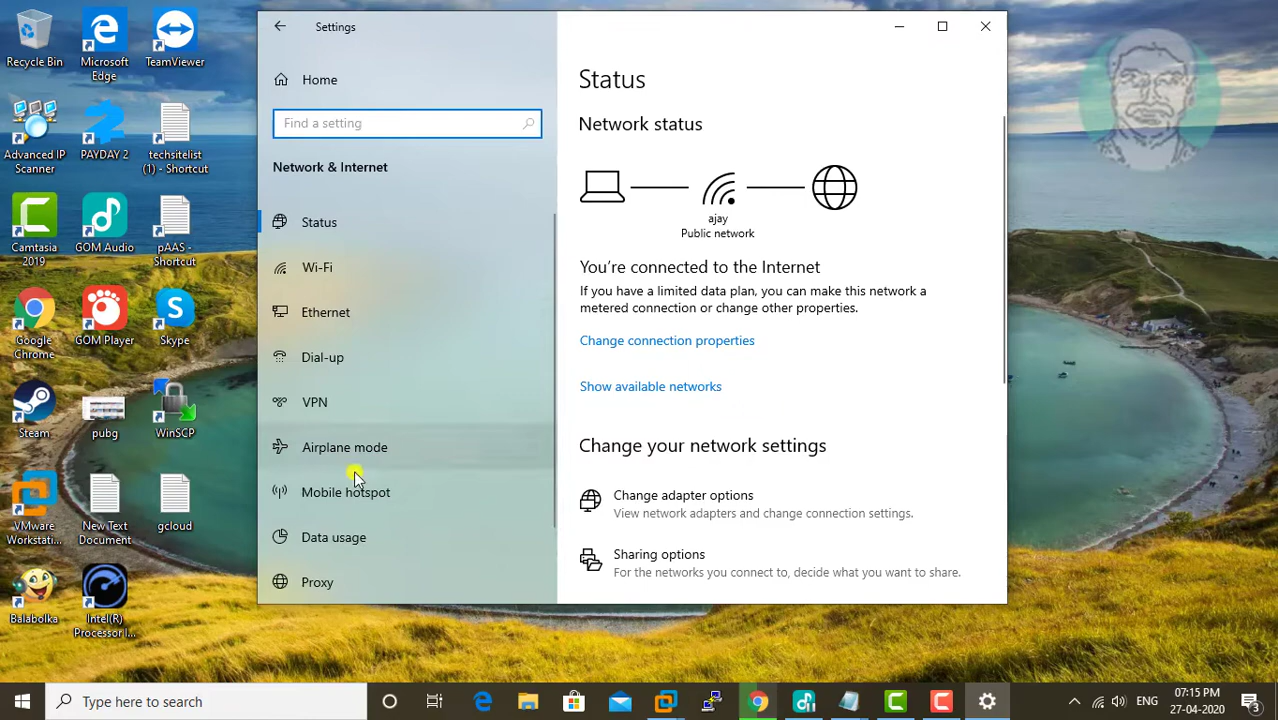 Recycle Bin
Microsoft
Edge
TeamViewer
Advanced IP
Scanner
PAYDAY 2
techsitelist
(1) - Shortcut
Camtasia
2019
GOM Audio
pAAS -
Shortcut
Google
Chrome
GOM Player
Skype
Steam
pubg
WinSCP
VMware
Workstati...
New Text
Document
gcloud
Balabolka
Intel(R)
Processor I...
Settings
Home
Find a setting
Network & Internet
Status
Wi-Fi
Ethernet
Dial-up
VPN
Airplane mode
Mobile hotspot
Data usage
Proxy
Status
Network status
ajay
Public network
You're connected to the Internet
If you have a limited data plan, you can make this network a
metered connection or change other properties.
Change connection properties
Show available networks
Change your network settings
Change adapter options
View network adapters and change connection settings.
Sharing options
For the networks you connect to, decide what you want to share.
Type here to search
ENG
07:15 PM
27-04-2020
3